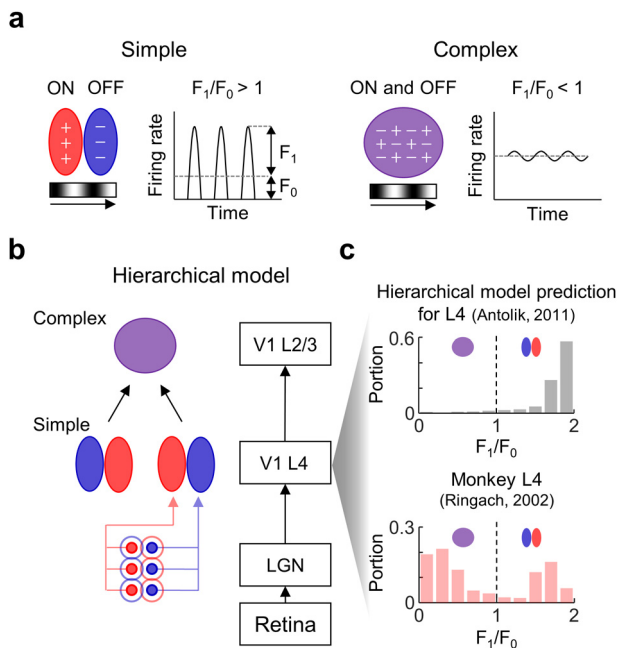 a
Simple
Complex
ON OFF
F1/F0 > 1
ON and OFF
F1/F0 < 1
+ −
+ −
+ −
− + − +
+ − + − +
− + − +
Firing rate
F1
F0
Time
Firing rate
Time
b
Hierarchical model
Complex
Simple
V1 L2/3
V1 L4
LGN
Retina
c
Hierarchical model prediction
for L4 (Antolik, 2011)
Portion
0.6
0
0 1 2
F1/F0
Monkey L4
(Ringach, 2002)
Portion
0.3
0
0 1 2
F1/F0